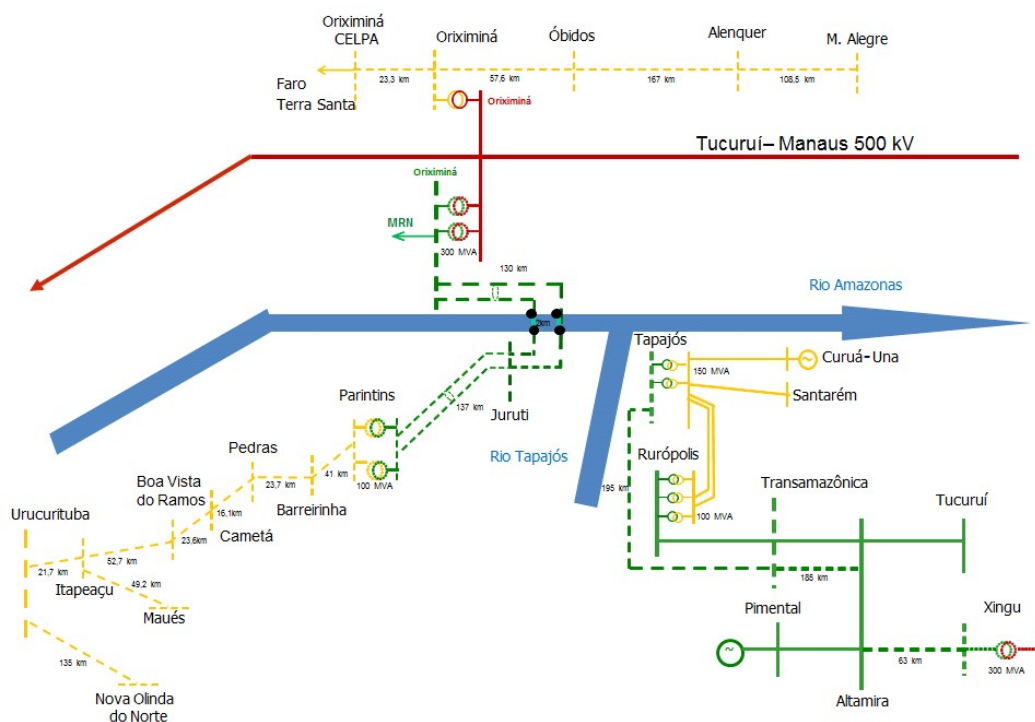 Oriximiná
CELPA
Oriximiná
Óbidos
Alenquer
M. Alegre
23,3 km
57,6 km
167 km
108,5 km
Faro
Terra Santa
Oriximiná
Tucuruí– Manaus 500 kV
Oriximiná
MRN
300 MVA
130 km
Rio Amazonas
2km
Tapajós
150 MVA
Curuá-Una
Santarém
Parintins
137 km
Juruti
Rio Tapajós
Pedras
41 km
100 MVA
Barreirinha
23,7 km
Boa Vista
do Ramos
16,1km
Cametá
23,6km
Urucurituba
52,7 km
21,7 km
Itapeaçu
49,2 km
Maués
135 km
Nova Olinda
do Norte
Rurópolis
195 km
100 MVA
Transamazônica
Tucuruí
185 km
Pimental
Xingu
~
~
63 km
300 MVA
Altamira